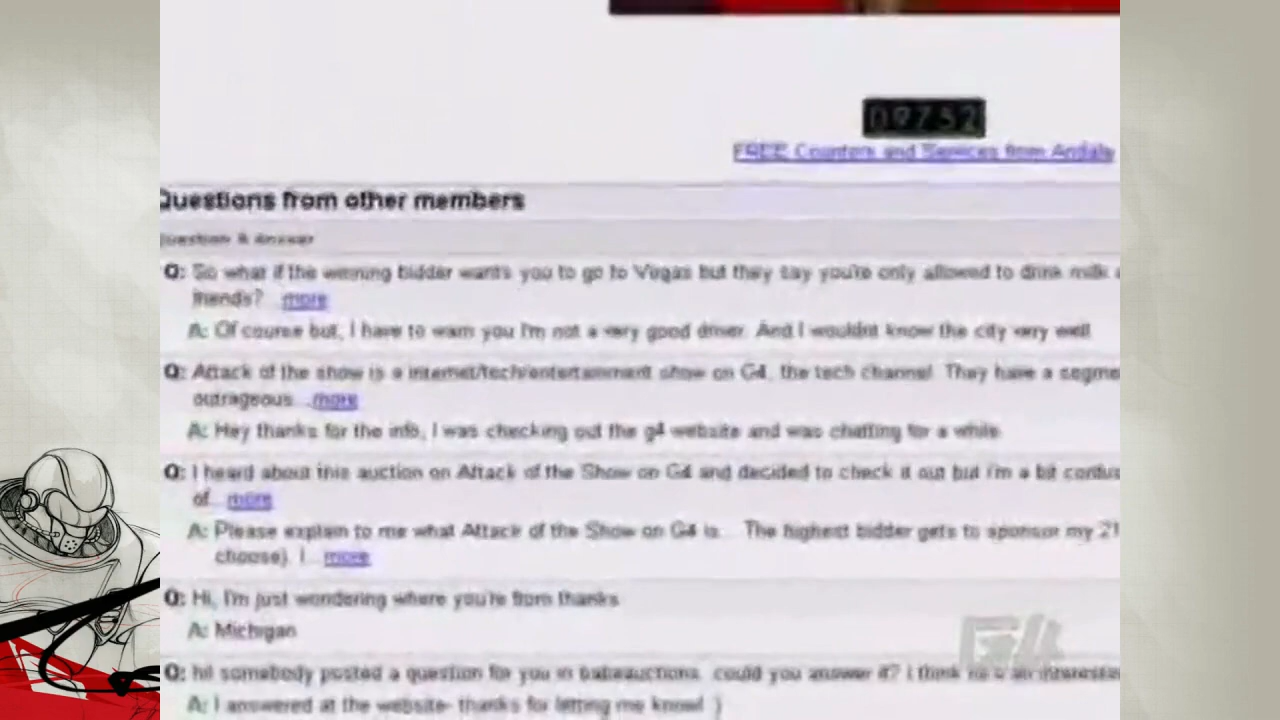 09752
FREE Counters and Services from Andale
Questions from other members
Question & Answer
Q: So what if the winning bidder wants you to go to Vegas but they say you're only allowed to drink milk
friends? ...more
A: Of course but, I have to warn you I'm not a very good driver. And I wouldnt know the city very well.
Q: Attack of the show is a internet/tech/entertainment show on G4, the tech channel. They have a segme
outrageous ...more
A: Hey thanks for the info, I was checking out the g4 website and was chatting for a while.
Q: I heard about this auction on Attack of the Show on G4 and decided to check it out but i'm a bit confus
of ...more
A: Please explain to me what Attack of the Show on G4 is... The highest bidder gets to sponsor my 21
choose). I ...more
Q: Hi, I'm just wondering where you're from thanks
A: Michigan
G4
Q: hi! somebody posted a question for you in babeauctions. could you answer it? I think
A: I answered at the website- thanks for letting me know! :)